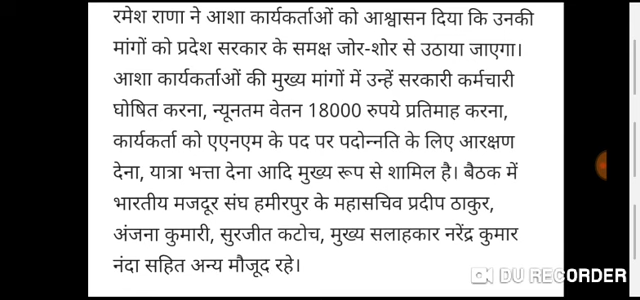 रमेश राणा ने आशा कार्यकर्ताओं को आश्वासन दिया कि उनकी
मांगों को प्रदेश सरकार के समक्ष जोर-शोर से उठाया जाएगा।
आशा कार्यकर्ताओं की मुख्य मांगों में उन्हें सरकारी कर्मचारी
घोषित करना, न्यूनतम वेतन 18000 रुपये प्रतिमाह करना,
कार्यकर्ता को एएनएम के पद पर पदोन्नति के लिए आरक्षण
देना, यात्रा भत्ता देना आदि मुख्य रूप से शामिल है। बैठक में
भारतीय मजदूर संघ हमीरपुर के महासचिव प्रदीप ठाकुर,
अंजना कुमारी, सुरजीत कटोच, मुख्य सलाहकार नरेंद्र कुमार
नंदा सहित अन्य मौजूद रहे।
DU RECORDER